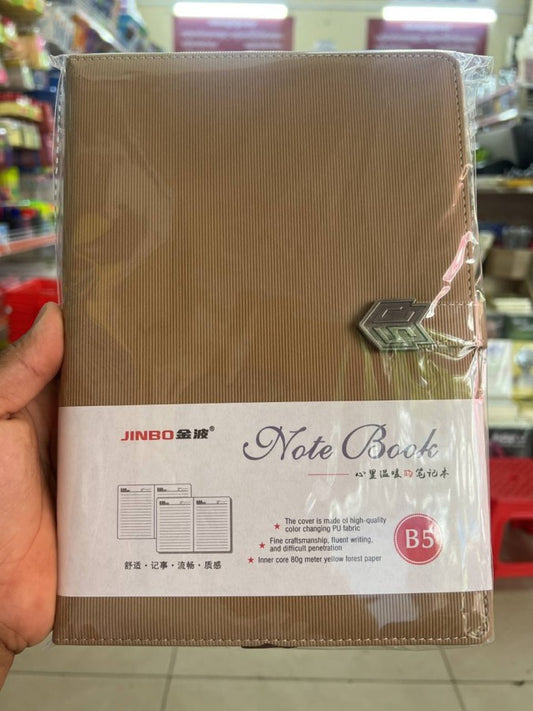 JINBO金波®
Note Book
心里温暖的笔记本
The cover is made of high-quality
color changing PU fabric
Fine craftsmanship, fluent writing,
and difficult penetration
Inner core 80g meter yellow forest paper
B5
舒适·记事·流畅·质感